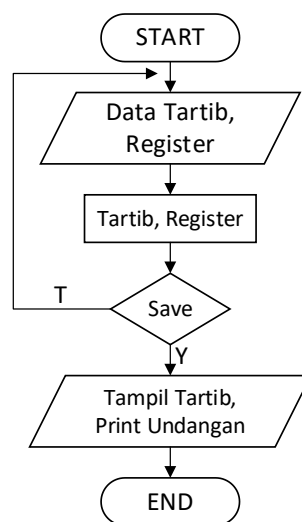 START
Data Tartib,
Register
Tartib, Register
Save
T
Y
Tampil Tartib,
Print Undangan
END